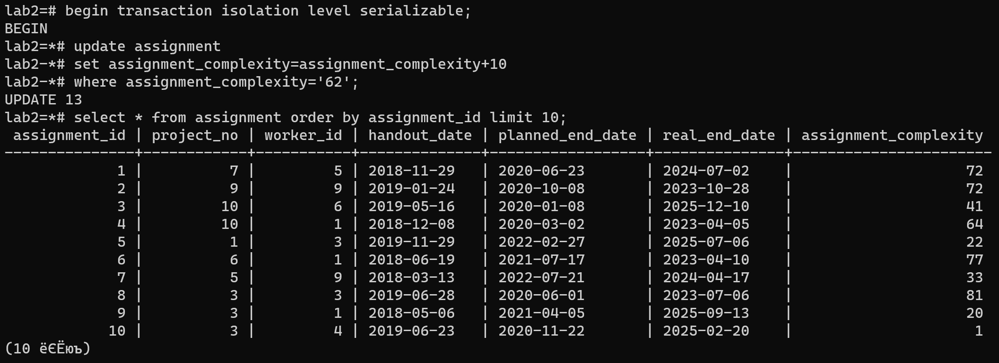 lab2=# begin transaction isolation level serializable;
BEGIN
lab2=*# update assignment
lab2-*# set assignment_complexity=assignment_complexity+10
lab2-*# where assignment_complexity='62';
UPDATE 13
lab2=*# select * from assignment order by assignment_id limit 10;
 assignment_id | project_no | worker_id | handout_date | planned_end_date | real_end_date | assignment_complexity
---------------+------------+-----------+--------------+------------------+---------------+-----------------------
             1 |          7 |         5 | 2018-11-29   | 2020-06-23       | 2024-07-02    |                    72
             2 |          9 |         9 | 2019-01-24   | 2020-10-08       | 2023-10-28    |                    72
             3 |         10 |         6 | 2019-05-16   | 2020-01-08       | 2025-12-10    |                    41
             4 |         10 |         1 | 2018-12-08   | 2020-03-02       | 2023-04-05    |                    64
             5 |          1 |         3 | 2019-11-29   | 2022-02-27       | 2025-07-06    |                    22
             6 |          6 |         1 | 2018-06-19   | 2021-07-17       | 2023-04-10    |                    77
             7 |          5 |         9 | 2018-03-13   | 2022-07-21       | 2024-04-17    |                    33
             8 |          3 |         3 | 2019-06-28   | 2020-06-01       | 2023-07-06    |                    81
             9 |          3 |         1 | 2018-05-06   | 2021-04-05       | 2025-09-13    |                    20
            10 |          3 |         4 | 2019-06-23   | 2020-11-22       | 2025-02-20    |                     1
(10 ёЄЁюъ)